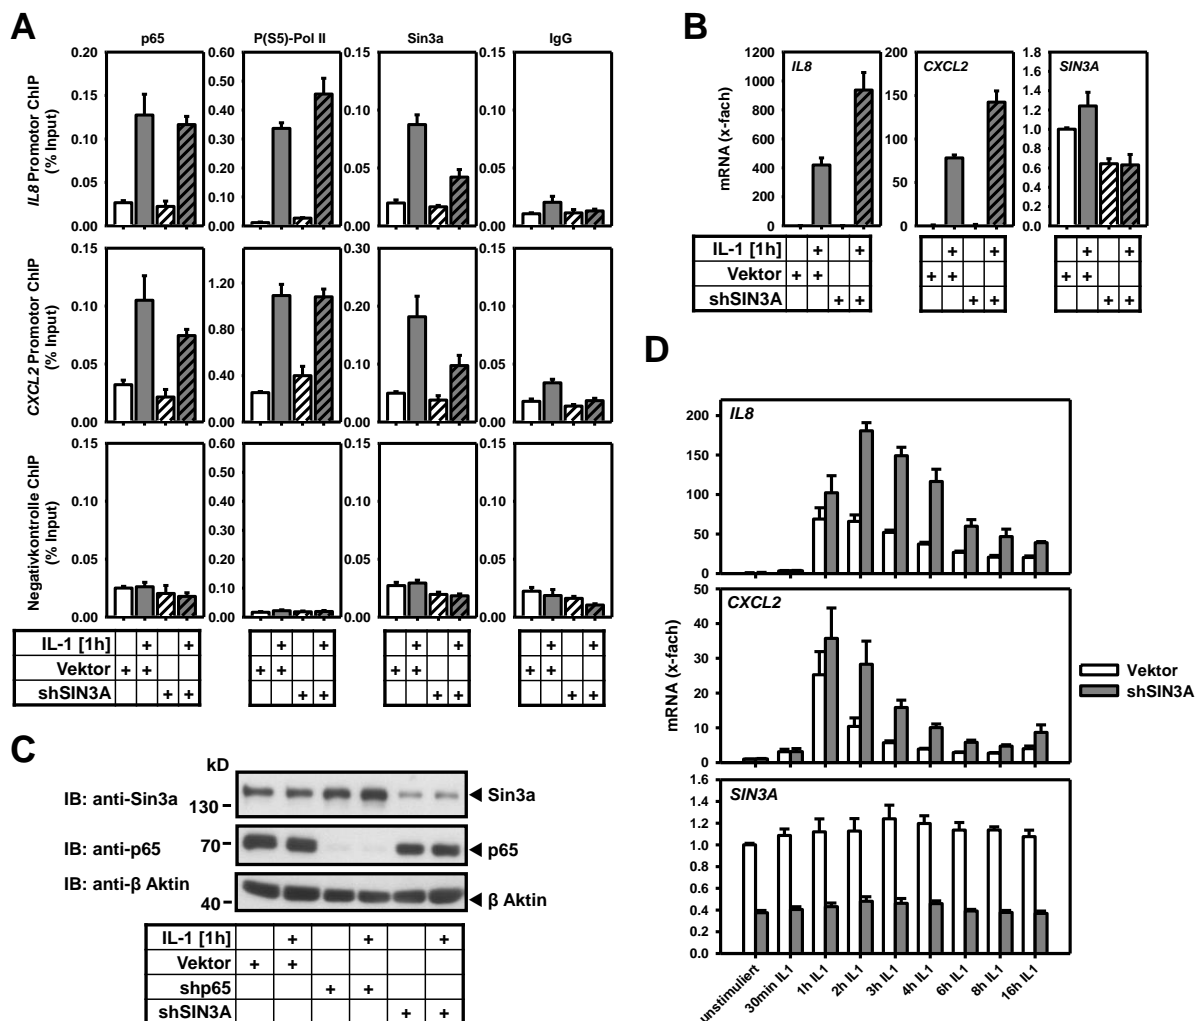 A
p65
P(S5)-Pol II
Sin3a
IgG
IL8 Promotor ChIP
(% Input)
0.20
0.15
0.10
0.05
0.00
0.60
0.50
0.40
0.30
0.20
0.10
0.00
0.15
0.10
0.05
0.00
0.15
0.10
0.05
0.00
CXCL2 Promotor ChIP
(% Input)
0.15
0.10
0.05
0.00
1.20
0.80
0.40
0.00
0.30
0.20
0.10
0.00
0.15
0.10
0.05
0.00
Negativkontrolle ChIP
(% Input)
0.15
0.10
0.05
0.00
0.60
0.50
0.40
0.30
0.20
0.10
0.00
0.15
0.10
0.05
0.00
0.15
0.10
0.05
0.00
IL-1 [1h] + + + + + + + +
Vektor + + + + + + + +
shSIN3A + + + + + + + +
B
mRNA (x-fach)
IL8
1200
1000
800
600
400
200
0
CXCL2
200
150
100
50
0
SIN3A
1.8
1.6
1.4
1.2
1.0
0.8
0.6
0.4
0.2
0.0
IL-1 [1h] + + + + + +
Vektor + + + + + +
shSIN3A + + + + + +
C
kD
IB: anti-Sin3a
130
Sin3a
IB: anti-p65
70
p65
IB: anti-β Aktin
40
β Aktin
IL-1 [1h] + + +
Vektor + +
shp65 + +
shSIN3A + +
D
mRNA (x-fach)
IL8
200
150
100
50
0
CXCL2
50
40
30
20
10
0
Vektor
shSIN3A
SIN3A
1.6
1.4
1.2
1.0
0.8
0.6
0.4
0.2
0.0
unstimuliert
30min IL1
1h IL1
2h IL1
3h IL1
4h IL1
6h IL1
8h IL1
16h IL1